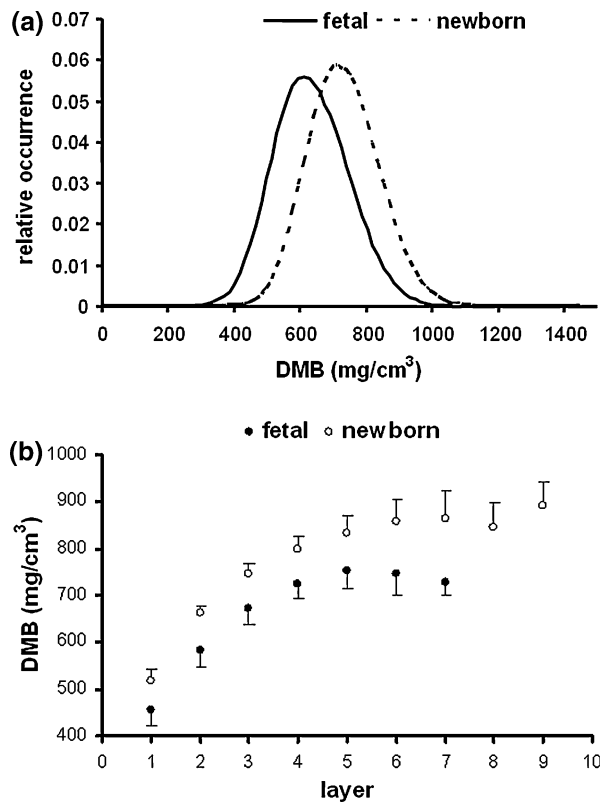 (a)
fetal newborn
0.07
0.06
0.05
0.04
0.03
0.02
0.01
0
relative occurrence
0 200 400 600 800 1000 1200 1400
DMB (mg/cm³)
(b)
fetal newborn
1000
900
800
700
600
500
400
DMB (mg/cm³)
0 1 2 3 4 5 6 7 8 9 10
layer